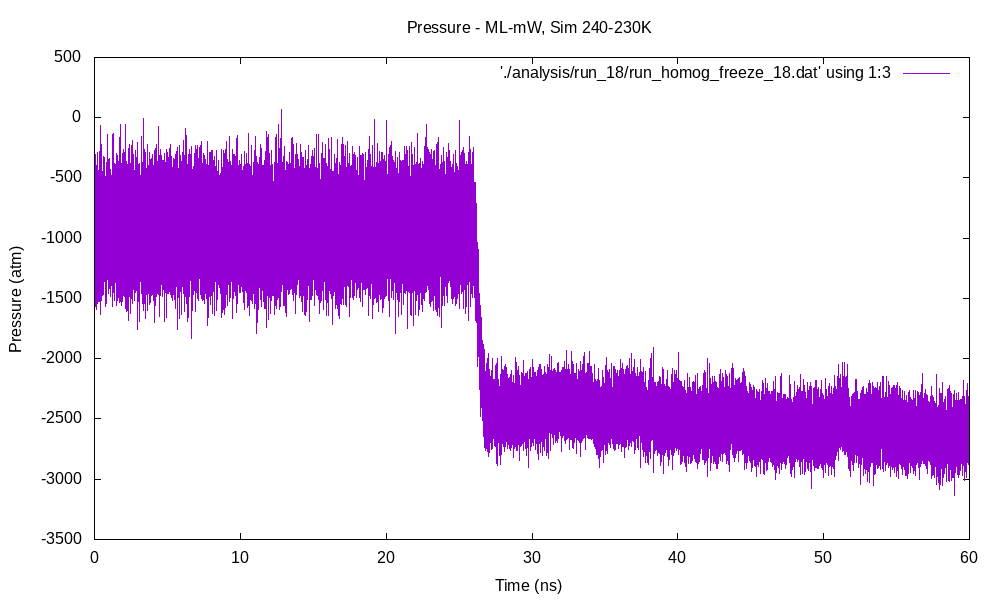 Pressure - ML-mW, Sim 240-230K
'./analysis/run_18/run_homog_freeze_18.dat' using 1:3
500
0
-500
-1000
-1500
-2000
-2500
-3000
-3500
Pressure (atm)
0 10 20 30 40 50 60
Time (ns)